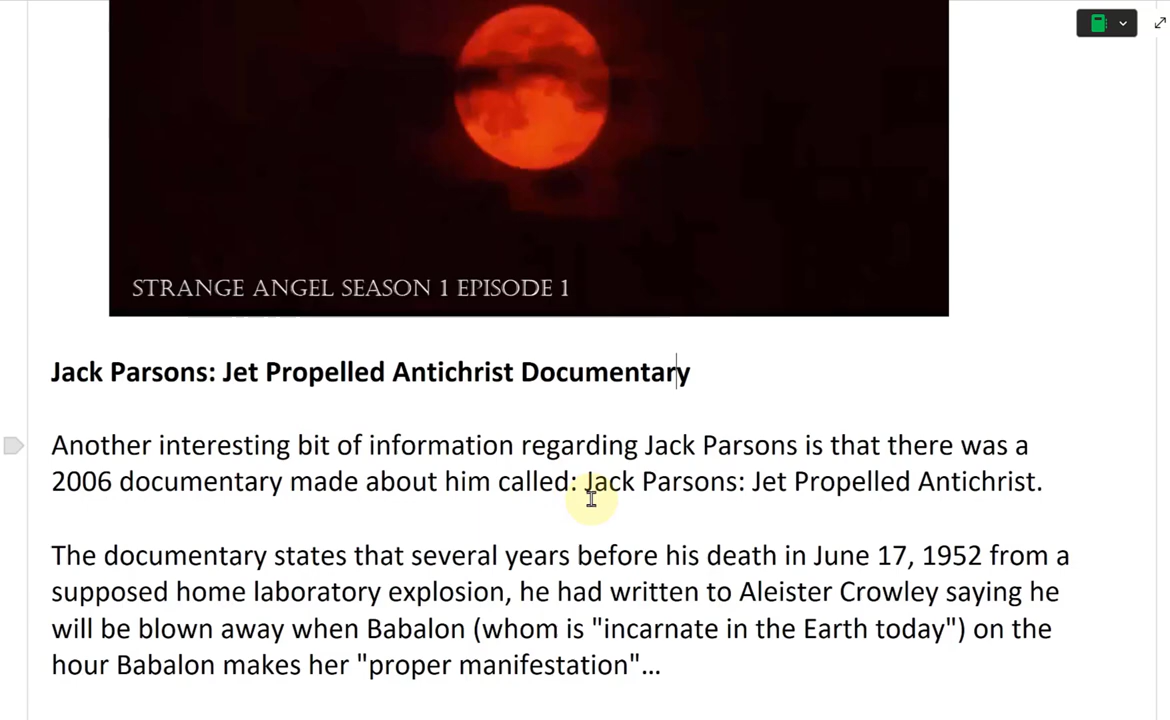 STRANGE ANGEL SEASON 1 EPISODE 1
Jack Parsons: Jet Propelled Antichrist Documentary
Another interesting bit of information regarding Jack Parsons is that there was a
2006 documentary made about him called: Jack Parsons: Jet Propelled Antichrist.
The documentary states that several years before his death in June 17, 1952 from a
supposed home laboratory explosion, he had written to Aleister Crowley saying he
will be blown away when Babalon (whom is "incarnate in the Earth today") on the
hour Babalon makes her "proper manifestation"...